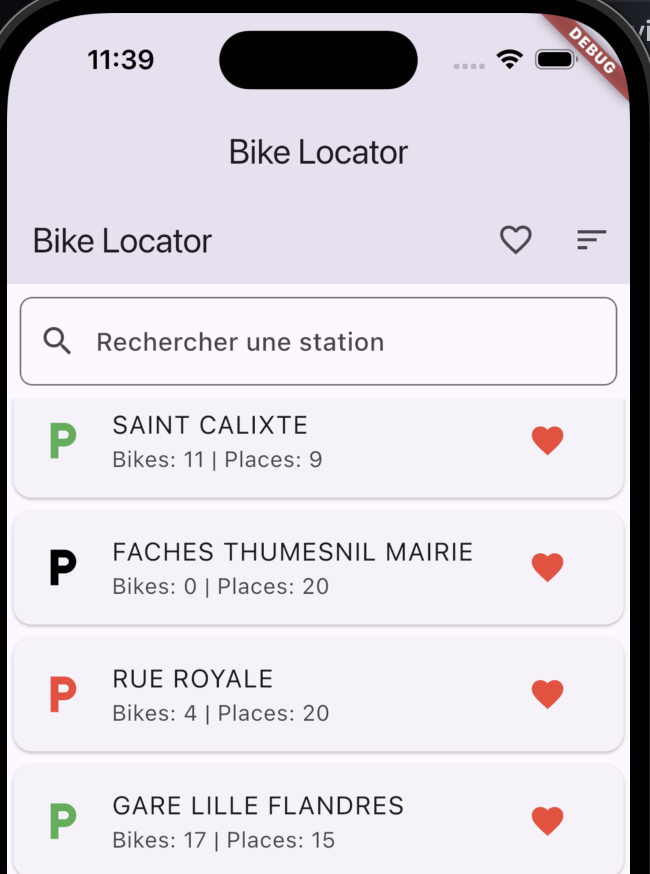 11:39
DEBUG
Bike Locator
Bike Locator
Rechercher une station
P
SAINT CALIXTE
Bikes: 11 | Places: 9
P
FACHES THUMESNIL MAIRIE
Bikes: 0 | Places: 20
P
RUE ROYALE
Bikes: 4 | Places: 20
P
GARE LILLE FLANDRES
Bikes: 17 | Places: 15